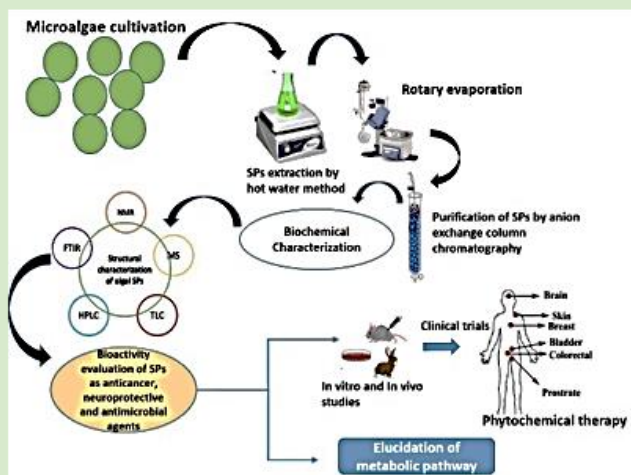 Microalgae cultivation
Rotary evaporation
SPs extraction by
hot water method
Purification of SPs by anion
exchange column
chromatography
Biochemical
Characterization
NMR
FTIR
MS
Structural
characterization
of algal SPs
HPLC
TLC
Bioactivity
evaluation of SPs
as anticancer,
neuroprotective
and antimicrobial
agents
In vitro and In vivo
studies
Clinical trials
Brain
Skin
Breast
Bladder
Colorectal
Prostrate
Phytochemical therapy
Elucidation of
metabolic pathway